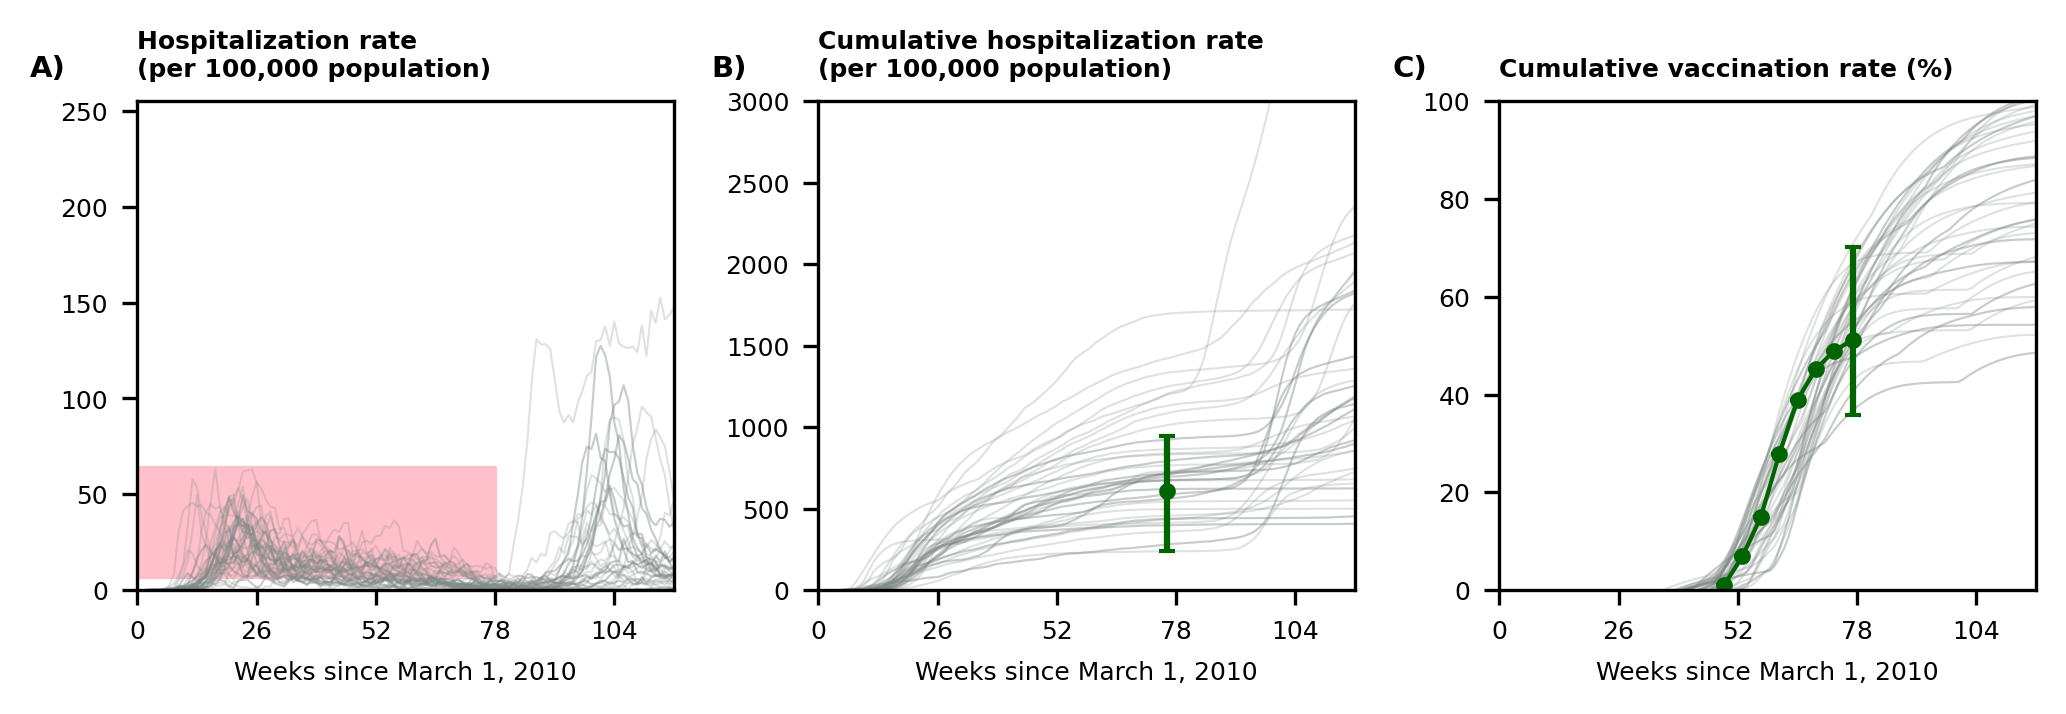 A)
Hospitalization rate
(per 100,000 population)
250
200
150
100
50
0
0 26 52 78 104
Weeks since March 1, 2010
B)
Cumulative hospitalization rate
(per 100,000 population)
3000
2500
2000
1500
1000
500
0
0 26 52 78 104
Weeks since March 1, 2010
C)
Cumulative vaccination rate (%)
100
80
60
40
20
0
0 26 52 78 104
Weeks since March 1, 2010